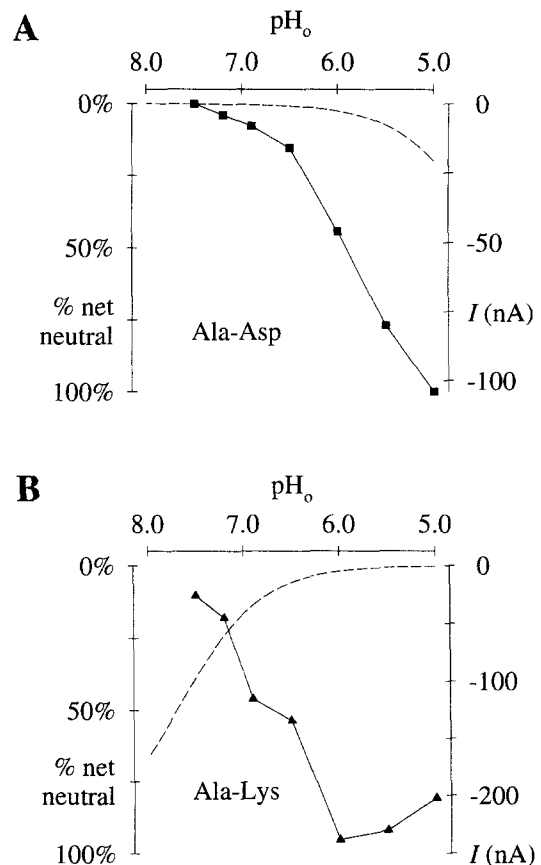 A
pH₀
8.0 7.0 6.0 5.0
0% 0
50% -50
% net
neutral
Ala-Asp
I (nA)
100% -100
B
pH₀
8.0 7.0 6.0 5.0
0% 0
-100
50%
% net
neutral
Ala-Lys
-200
100% I (nA)